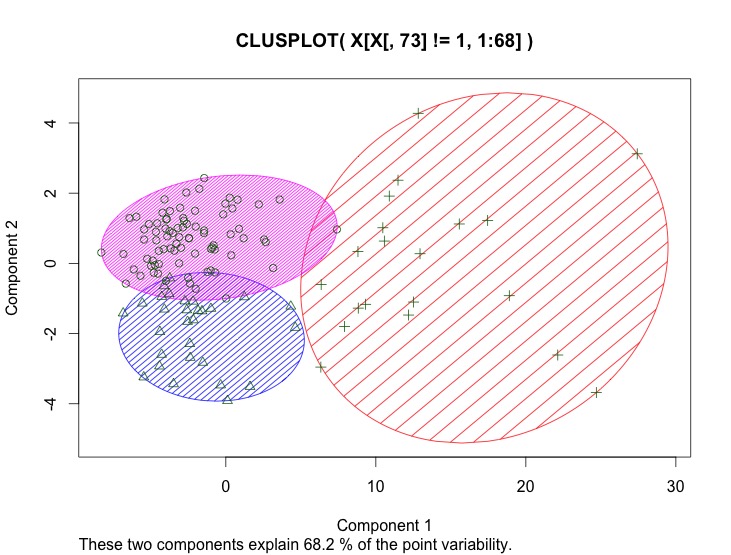 CLUSPLOT( X[X[, 73] != 1, 1:68] )
4
2
0
-2
-4
Component 2
0 10 20 30
Component 1
These two components explain 68.2 % of the point variability.